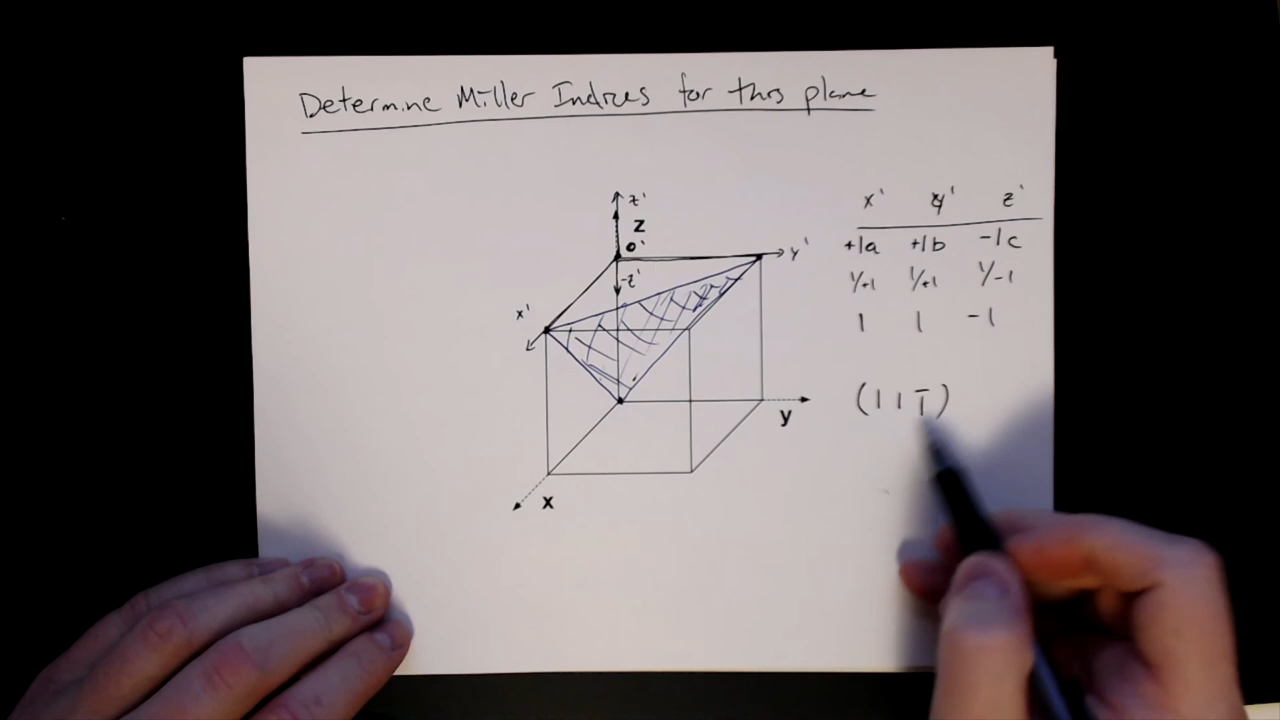 Determine Miller Indices for this plane
z'
Z
O'
y'
-z'
x'
y
x
x' y' z'
+1a +1b -1c
1/+1 1/+1 1/-1
1 1 -1
(1 1 1̅)